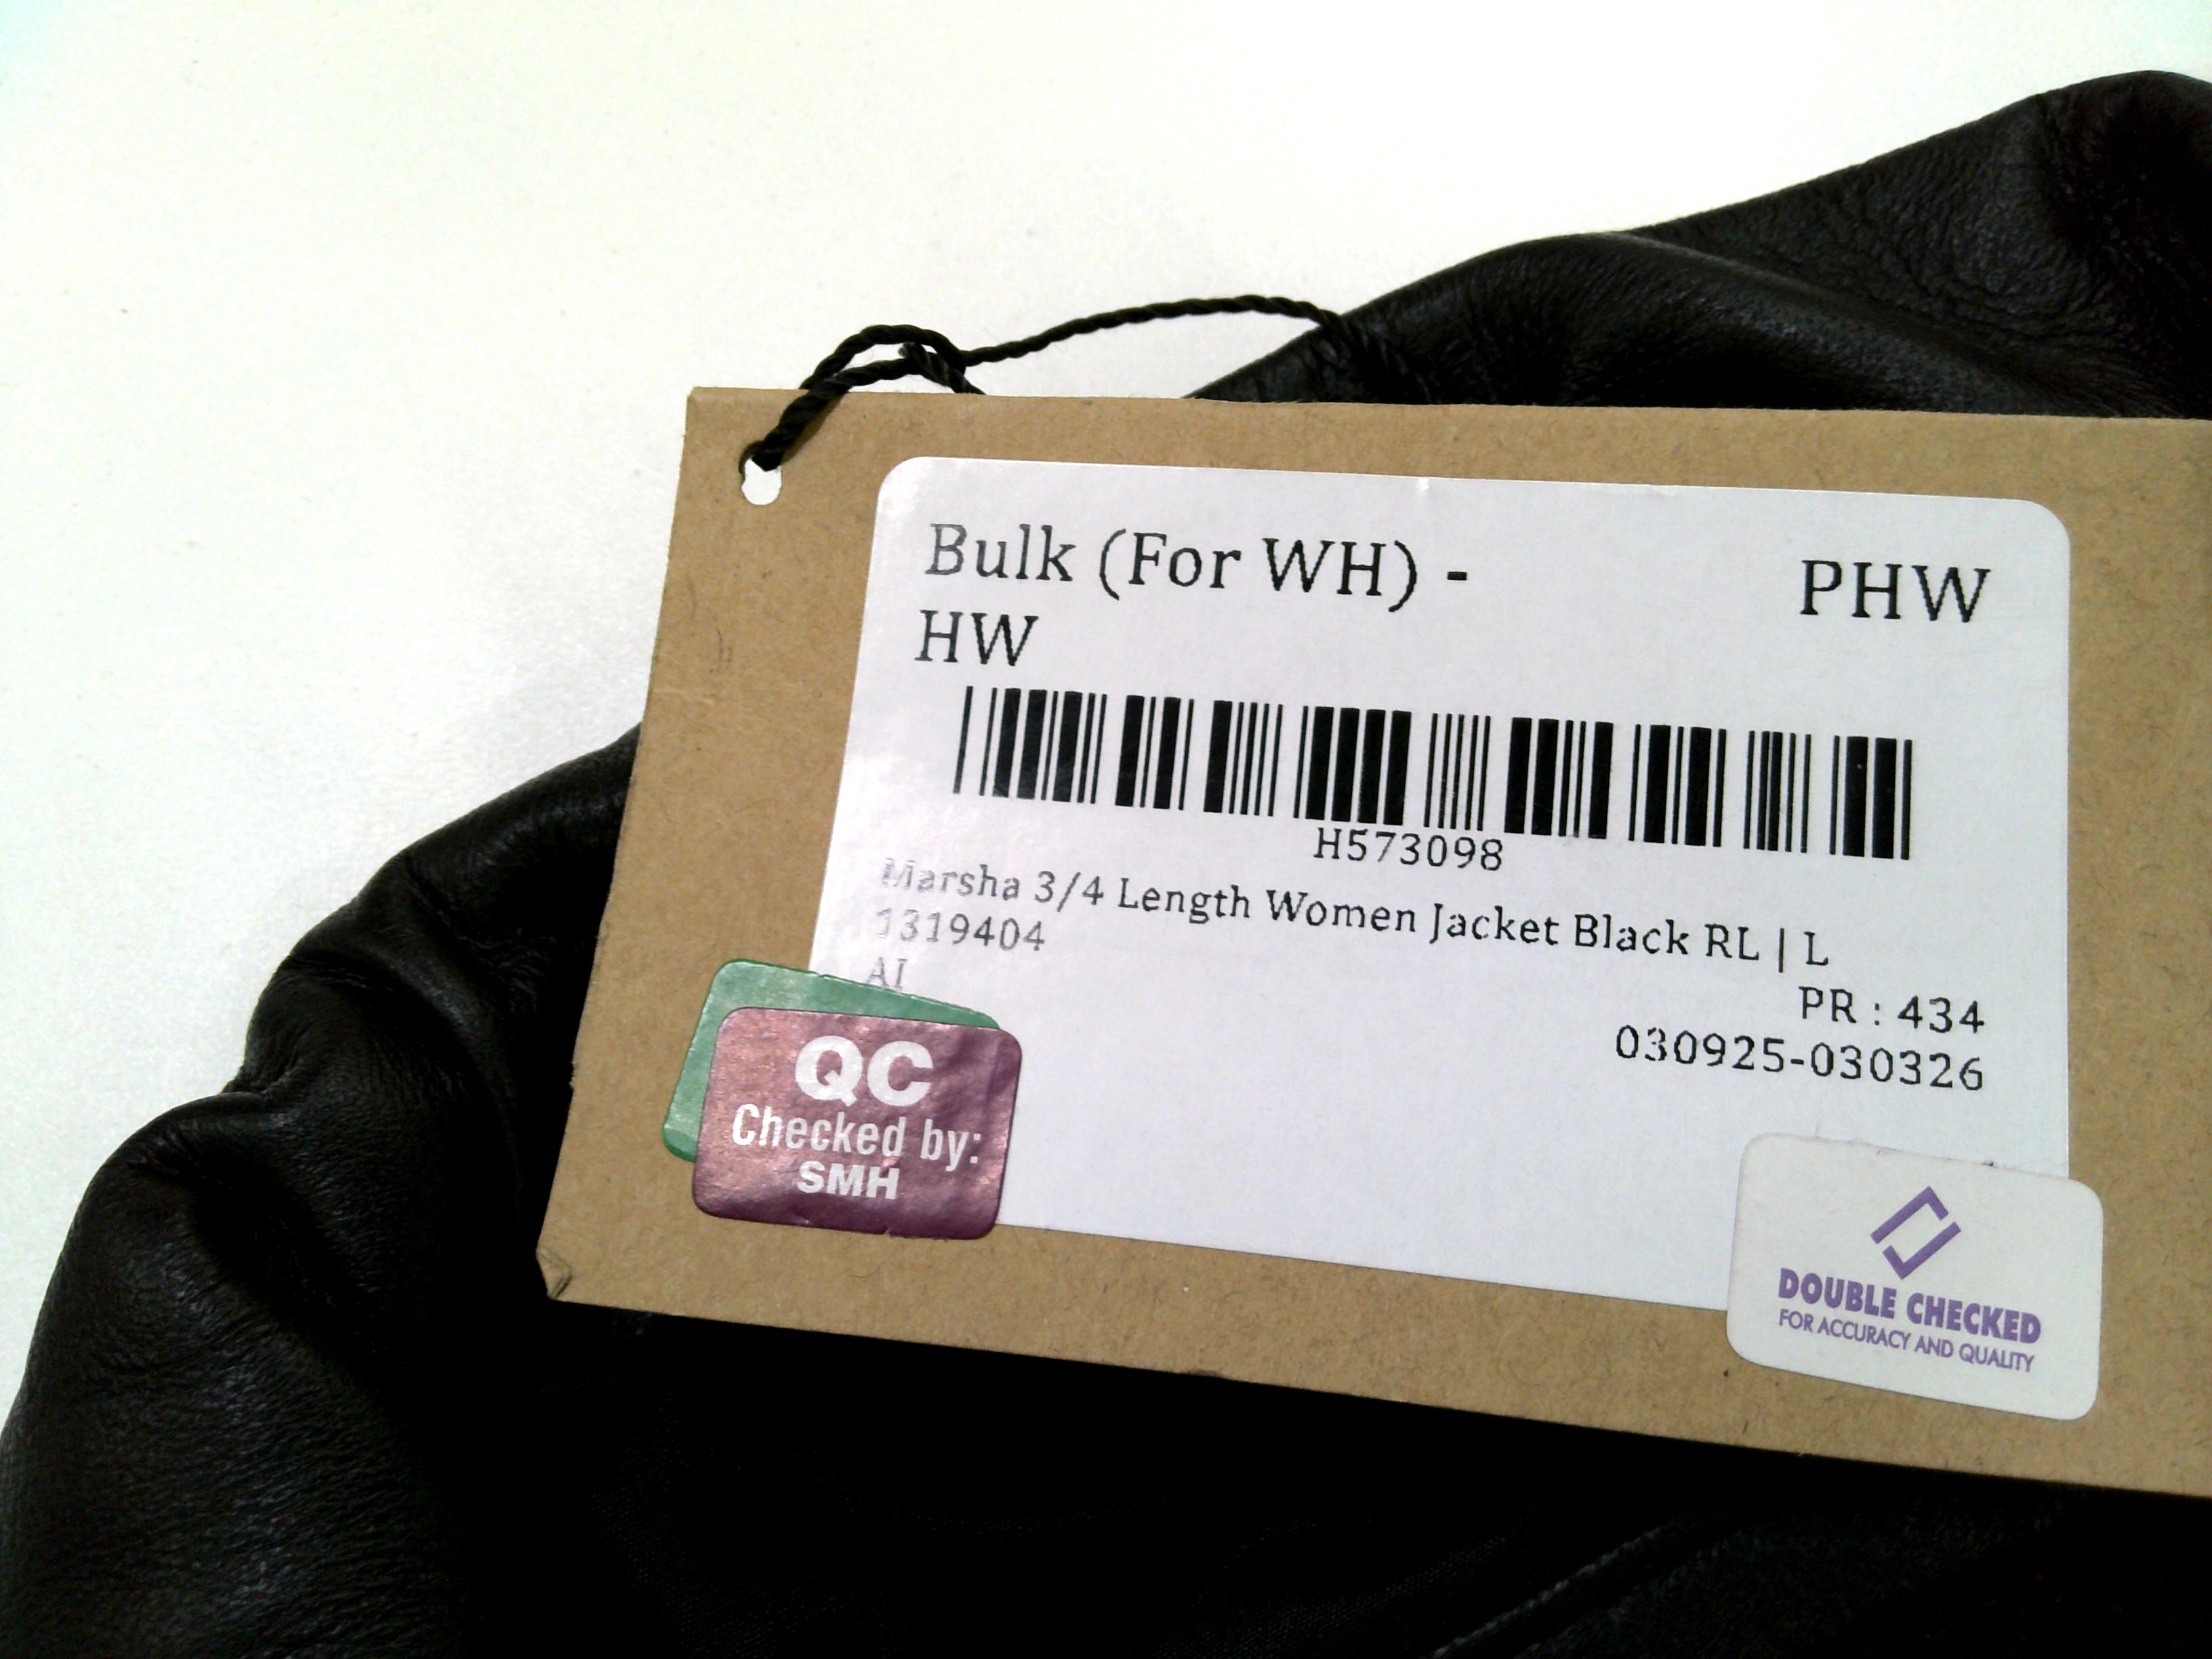 Bulk (For WH) - PHW
HW
H573098
Marsha 3/4 Length Women Jacket Black RL | L
1319404
AI
PR : 434
030925-030326
QC
Checked by:
SMH
DOUBLE CHECKED
FOR ACCURACY AND QUALITY